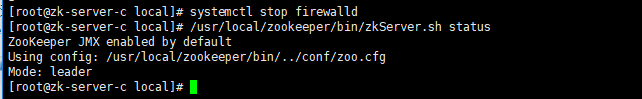 [root@zk-server-c local]# systemctl stop firewalld
[root@zk-server-c local]# /usr/local/zookeeper/bin/zkServer.sh status
ZooKeeper JMX enabled by default
Using config: /usr/local/zookeeper/bin/../conf/zoo.cfg
Mode: leader
[root@zk-server-c local]#